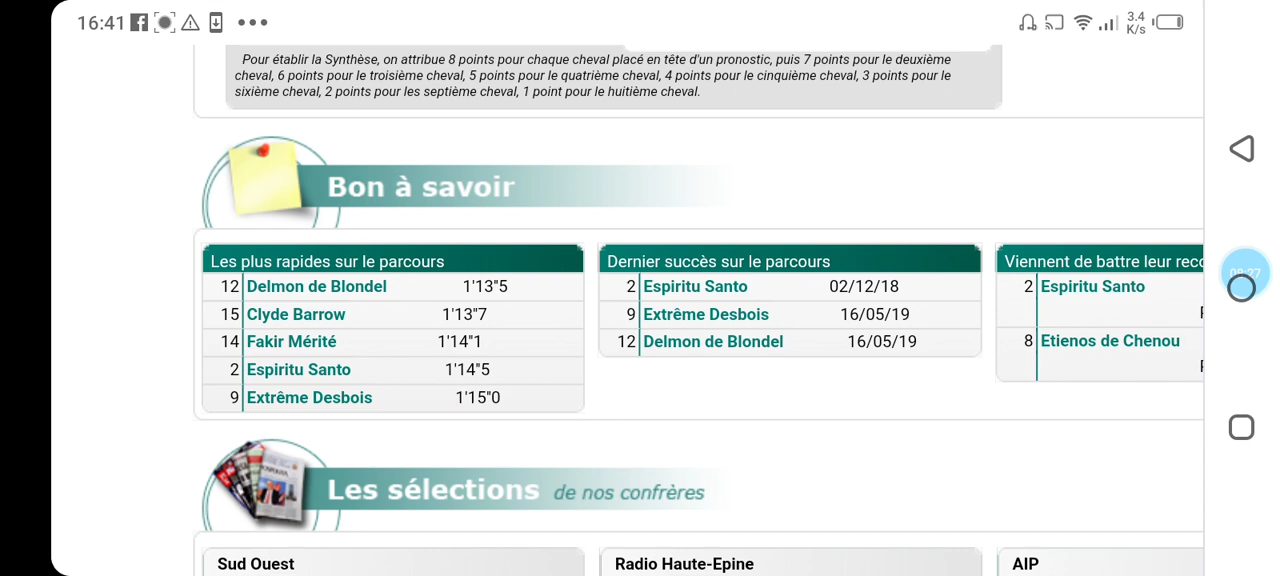 16:41
3.4
K/s
Pour établir la Synthèse, on attribue 8 points pour chaque cheval placé en tête d'un pronostic, puis 7 points pour le deuxième
cheval, 6 points pour le troisième cheval, 5 points pour le quatrième cheval, 4 points pour le cinquième cheval, 3 points pour le
sixième cheval, 2 points pour les septième cheval, 1 point pour le huitième cheval.
Bon à savoir
Les plus rapides sur le parcours
12 Delmon de Blondel 1'13"5
15 Clyde Barrow 1'13"7
14 Fakir Mérité 1'14"1
2 Espiritu Santo 1'14"5
9 Extrême Desbois 1'15"0
Dernier succès sur le parcours
2 Espiritu Santo 02/12/18
9 Extrême Desbois 16/05/19
12 Delmon de Blondel 16/05/19
Viennent de battre leur reco
2 Espiritu Santo
8 Etienos de Chenou
Les sélections de nos confrères
Sud Ouest
Radio Haute-Epine
AIP